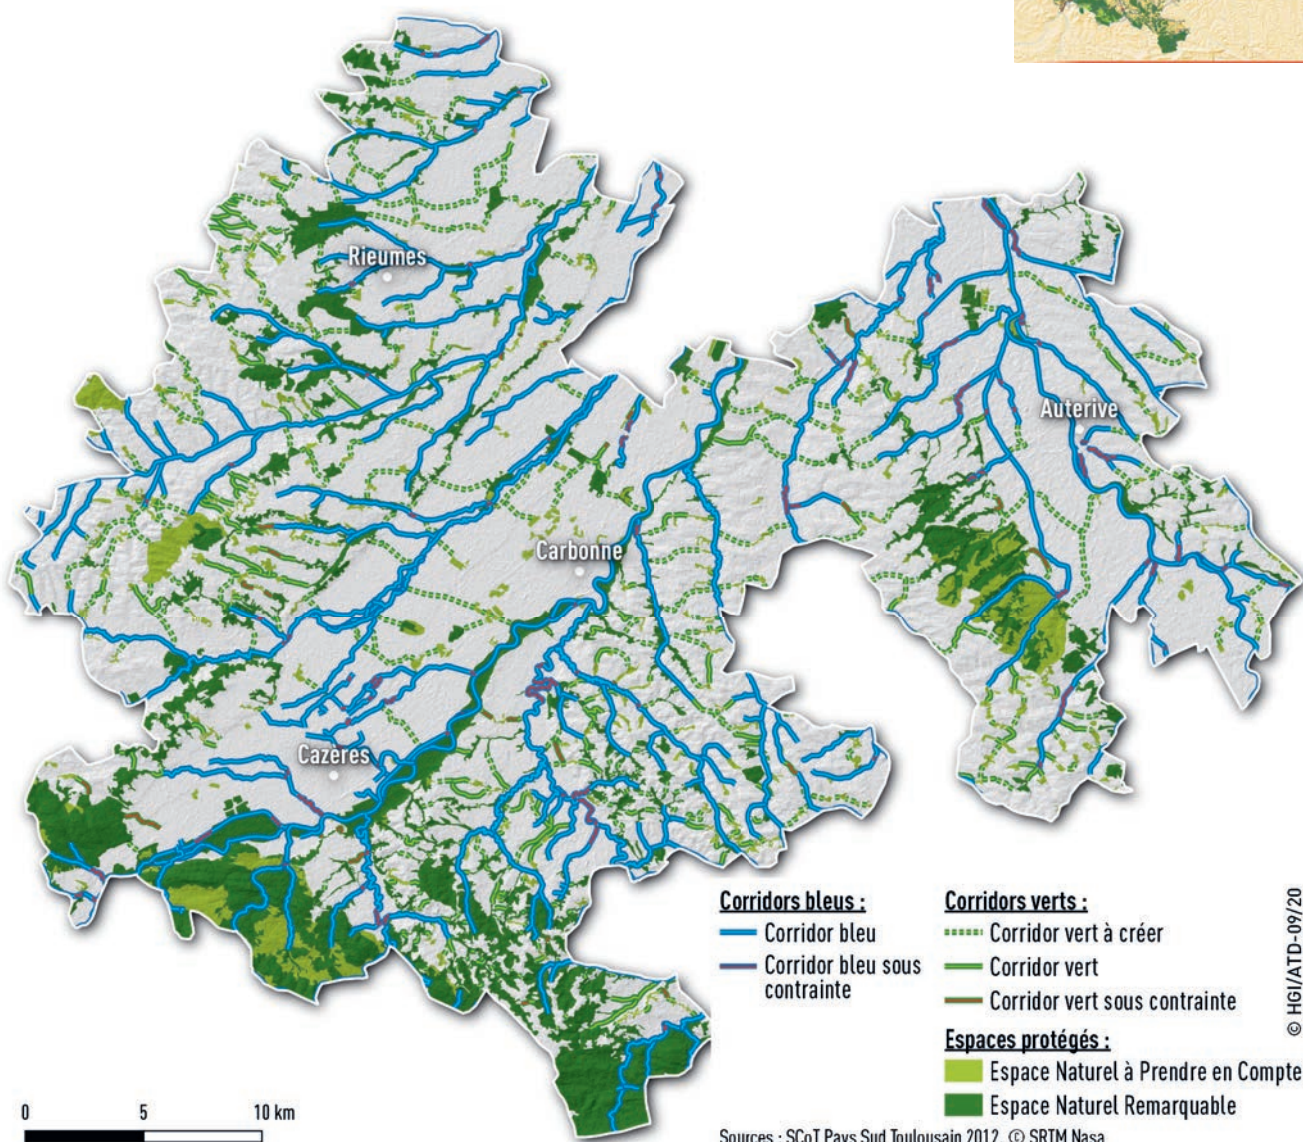 Rieumes
Auterive
Carbonne
Cazères
Corridors bleus :
Corridor bleu
Corridor bleu sous
contrainte
Corridors verts :
Corridor vert à créer
Corridor vert
Corridor vert sous contrainte
Espaces protégés :
Espace Naturel à Prendre en Compte
Espace Naturel Remarquable
© HGI/ATD-09/20
0 5 10 km
Sources : SCoT Pays Sud Toulousain 2012, © SRTM Nasa